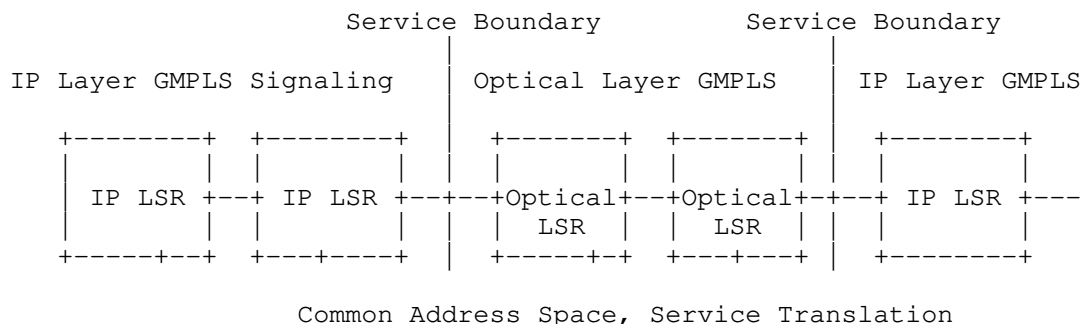 Service Boundary Service Boundary
IP Layer GMPLS Signaling Optical Layer GMPLS IP Layer GMPLS
IP LSR IP LSR Optical Optical IP LSR
LSR LSR
Common Address Space, Service Translation